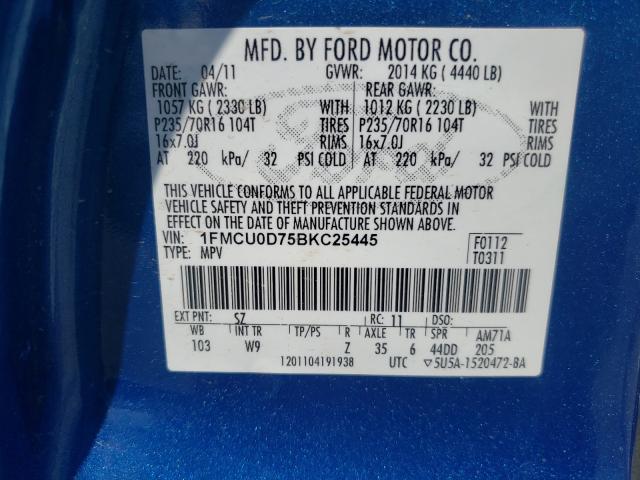 MFD. BY FORD MOTOR CO.
DATE: 04/11 GVWR: 2014 KG ( 4440 LB)
FRONT GAWR: REAR GAWR:
1057 KG ( 2330 LB) WITH 1012 KG ( 2230 LB) WITH
P235/70R16 104T TIRES P235/70R16 104T TIRES
16x7.0J RIMS 16x7.0J RIMS
AT 220 kPa/ 32 PSI COLD AT 220 kPa/ 32 PSI COLD
Ford
THIS VEHICLE CONFORMS TO ALL APPLICABLE FEDERAL MOTOR
VEHICLE SAFETY AND THEFT PREVENTION STANDARDS IN
EFFECT ON THE DATE OF MANUFACTURE SHOWN ABOVE.
VIN: 1FMCU0D75BKC25445 F0112
TYPE: MPV T0311
EXT PNT: SZ RC: 11 DSO:
WB INT TR TP/PS R AXLE TR SPR AM71A
103 W9 Z 35 6 44DD 205
1201104191938 UTC ▽5U5A-1520472-BA